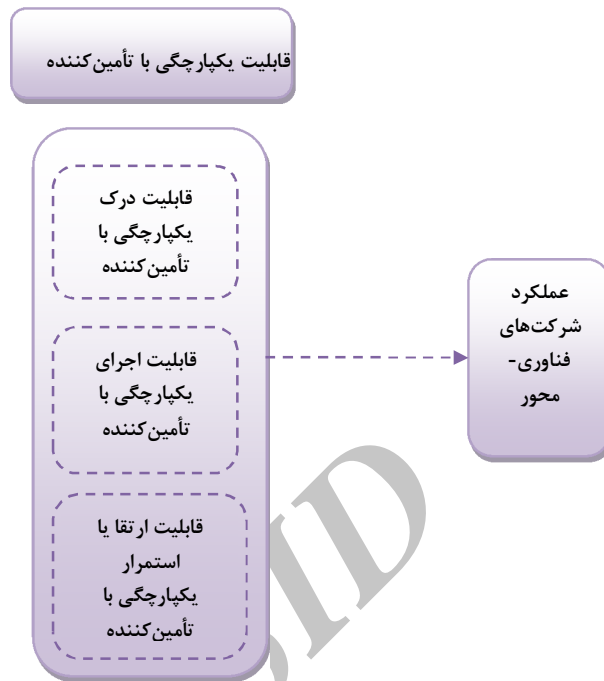 قابلیت یکپارچگی با تأمین‌کننده
قابلیت درک
یکپارچگی با
تأمین‌کننده
قابلیت اجرای
یکپارچگی با
تأمین‌کننده
قابلیت ارتقا یا
استمرار
یکپارچگی با
تأمین‌کننده
عملکرد
شرکت‌های
فناوری-
محور